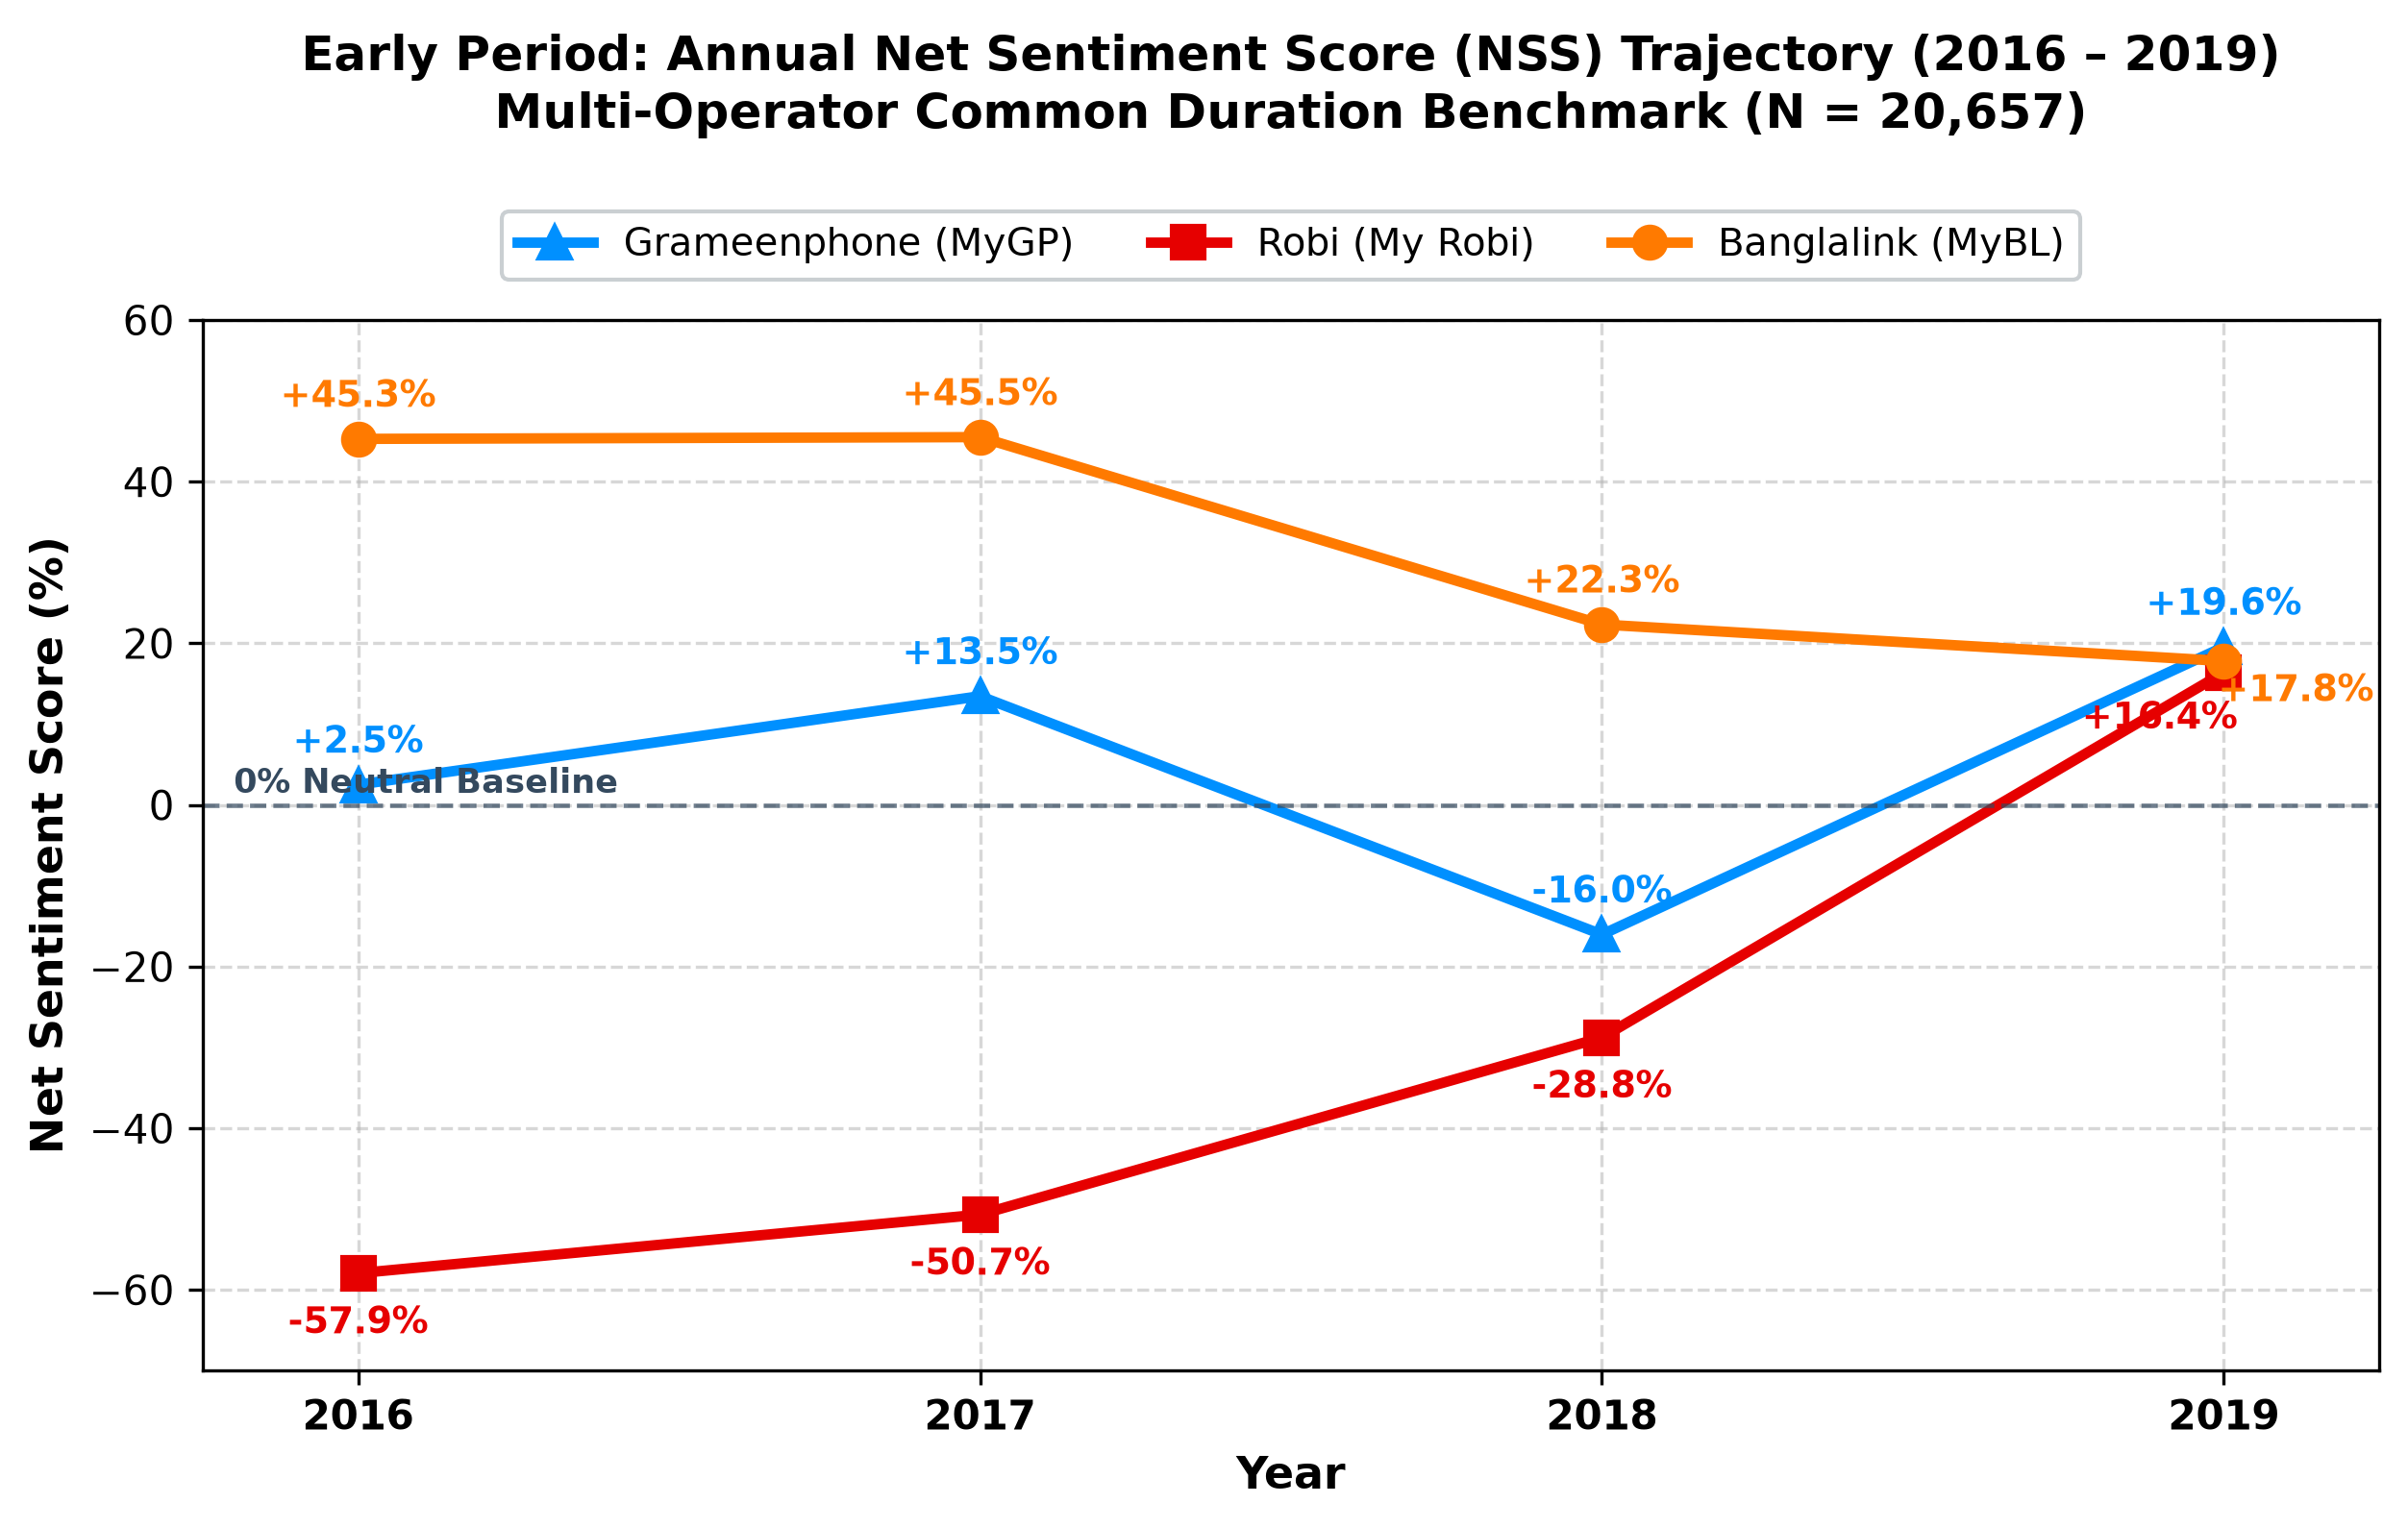 Early Period: Annual Net Sentiment Score (NSS) Trajectory (2016 – 2019)
Multi-Operator Common Duration Benchmark (N = 20,657)
Grameenphone (MyGP)
Robi (My Robi)
Banglalink (MyBL)
Net Sentiment Score (%)
60
40
20
0
−20
−40
−60
+45.3%
+45.5%
+22.3%
+19.6%
+17.8%
+16.4%
+13.5%
+2.5%
0% Neutral Baseline
-16.0%
-28.8%
-50.7%
-57.9%
2016
2017
2018
2019
Year